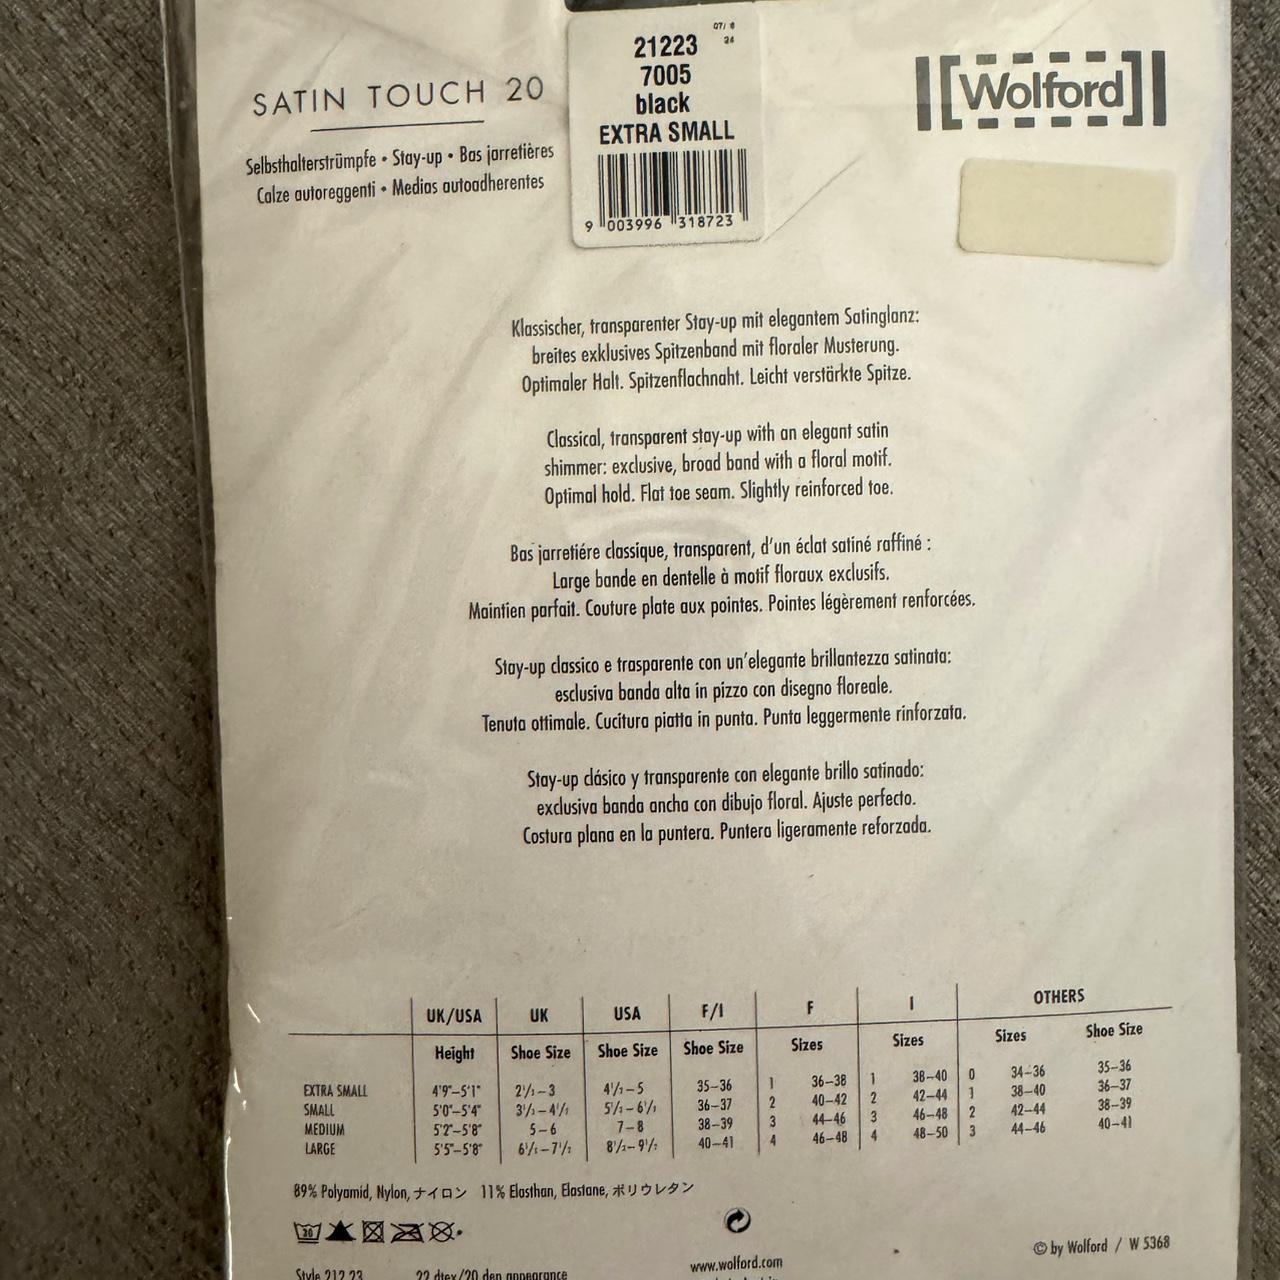 SATIN TOUCH 20
Selbsthalterstrümpfe • Stay-up • Bas jarretières
Calze autoreggenti • Medias autoadherentes
21223
7005
black
EXTRA SMALL
9 003996 318723
Wolford
Klassischer, transparenter Stay-up mit elegantem Satinglanz:
breites exklusives Spitzenband mit floraler Musterung.
Optimaler Halt. Spitzenflachnaht. Leicht verstärkte Spitze.
Classical, transparent stay-up with an elegant satin
shimmer: exclusive, broad band with a floral motif.
Optimal hold. Flat toe seam. Slightly reinforced toe.
Bas jarretiére classique, transparent, d'un éclat satiné raffiné :
Large bande en dentelle à motif floraux exclusifs.
Maintien parfait. Couture plate aux pointes. Pointes légèrement renforcées.
Stay-up classico e trasparente con un'elegante brillantezza satinata:
esclusiva banda alta in pizzo con disegno floreale.
Tenuta ottimale. Cucitura piatta in punta. Punta leggermente rinforzata.
Stay-up clásico y transparente con elegante brillo satinado:
exclusiva banda ancha con dibujo floral. Ajuste perfecto.
Costura plana en la puntera. Puntera ligeramente reforzada.
UK/USA UK USA F/I F I OTHERS
Height Shoe Size Shoe Size Shoe Size Sizes Sizes Sizes Shoe Size
EXTRA SMALL 4'9"–5'1" 2½–3 4½–5 35–36 1 36–38 1 38–40 0 34–36 35–36
SMALL 5'0"–5'4" 3½–4½ 5½–6½ 36–37 2 40–42 2 42–44 1 38–40 36–37
MEDIUM 5'2"–5'8" 5–6 7–8 38–39 3 44–46 3 46–48 2 42–44 38–39
LARGE 5'5"–5'8" 6½–7½ 8½–9½ 40–41 4 46–48 4 48–50 3 44–46 40–41
89% Polyamid, Nylon, ナイロン 11% Elasthan, Elastane, ポリウレタン
30
© by Wolford / W 5368
www.wolford.com
Style 212 23 22 dtex/20 den appearance